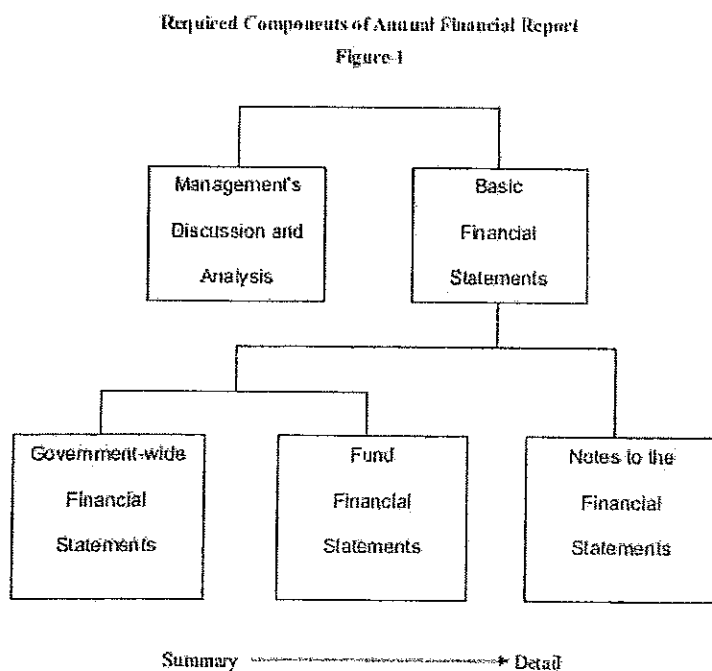 Required Components of Annual Financial Report
Figure 1
Management's
Discussion and
Analysis
Basic
Financial
Statements
Government-wide
Financial
Statements
Fund
Financial
Statements
Notes to the
Financial
Statements
Summary
Detail